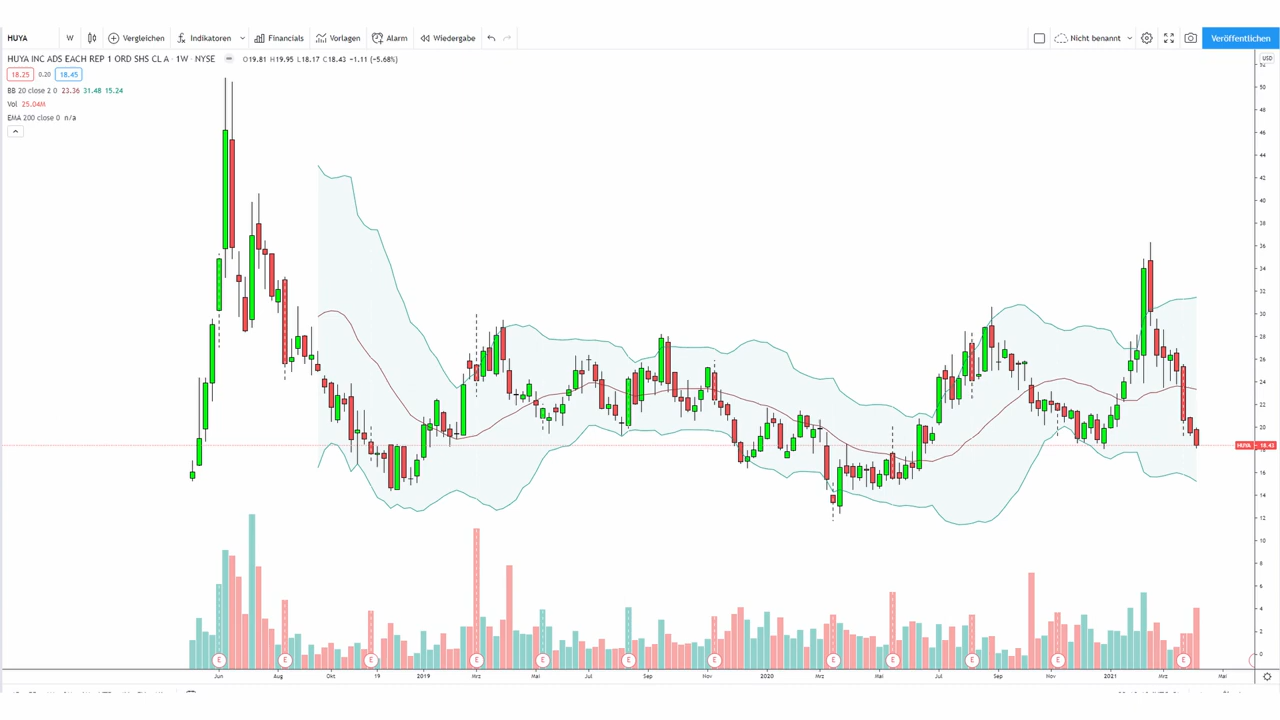 HUYA W Vergleichen Indikatoren Financials Vorlagen Alarm Wiedergabe Nicht benannt Veröffentlichen
HUYA INC ADS EACH REP 1 ORD SHS CL A · 1W · NYSE O19.81 H19.95 L18.17 C18.43 −1.11 (−5.68%)
USD
18.25 0.20 18.45
BB 20 close 2 0 23.36 31.48 15.24
Vol 25.04M
EMA 200 close 0 n/a
52
50
48
46
44
42
40
38
36
34
32
30
28
26
24
22
20
HUYA 18.43
16
14
12
10
8
6
4
2
0
E E E E E E E E E E E E
Jun Aug Okt 19 2019 Mrz Mai Jul Sep Nov 2020 Mrz Mai Jul Sep Nov 2021 Mrz Mai